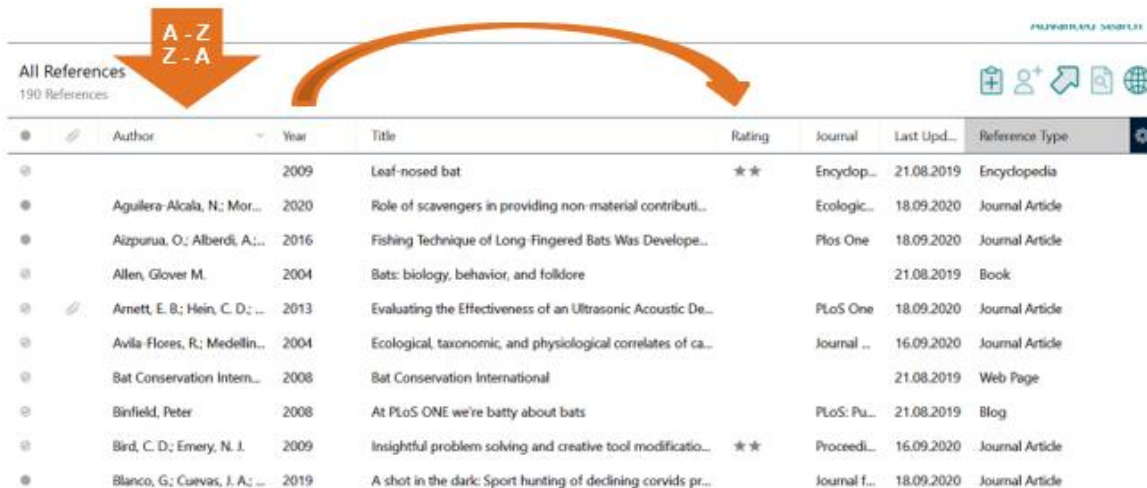 A - Z
Z - A
Advanced search
All References
190 References
Author Year Title Rating Journal Last Upd... Reference Type
2009 Leaf-nosed bat ★★ Encyclop... 21.08.2019 Encyclopedia
Aguilera-Alcala, N.; Mor... 2020 Role of scavengers in providing non-material contributi... Ecologic... 18.09.2020 Journal Article
Aizpurua, O.; Alberdi, A.;... 2016 Fishing Technique of Long-Fingered Bats Was Develope... Plos One 18.09.2020 Journal Article
Allen, Glover M. 2004 Bats: biology, behavior, and folklore 21.08.2019 Book
Arnett, E. B.; Hein, C. D.; ... 2013 Evaluating the Effectiveness of an Ultrasonic Acoustic De... PLoS One 18.09.2020 Journal Article
Avila-Flores, R.; Medellin... 2004 Ecological, taxonomic, and physiological correlates of ca... Journal ... 16.09.2020 Journal Article
Bat Conservation Intern... 2008 Bat Conservation International 21.08.2019 Web Page
Binfield, Peter 2008 At PLoS ONE we're batty about bats PLoS: Pu... 21.08.2019 Blog
Bird, C. D.; Emery, N. J. 2009 Insightful problem solving and creative tool modificatio... ★★ Proceedi... 16.09.2020 Journal Article
Blanco, G.; Cuevas, J. A.; ... 2019 A shot in the dark: Sport hunting of declining corvids pr... Journal f... 18.09.2020 Journal Article